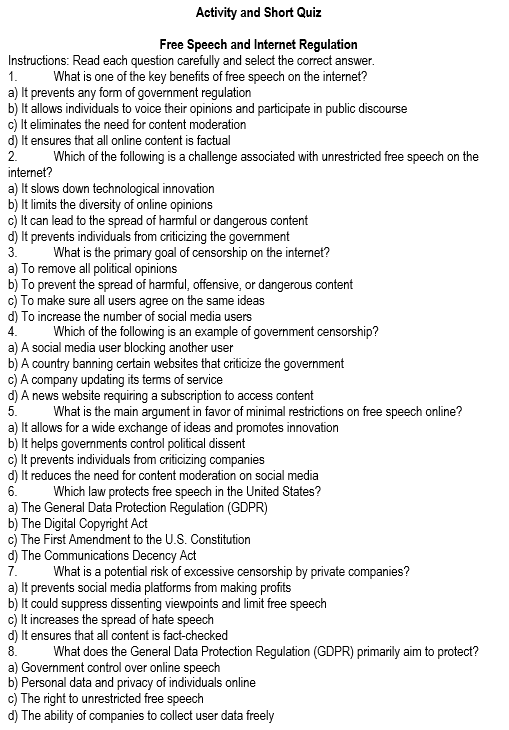 Activity and Short Quiz
Free Speech and Internet Regulation
Instructions: Read each question carefully and select the correct answer.
1. What is one of the key benefits of free speech on the internet?
a) It prevents any form of government regulation
b) It allows individuals to voice their opinions and participate in public discourse
c) It eliminates the need for content moderation
d) It ensures that all online content is factual
2. Which of the following is a challenge associated with unrestricted free speech on the
internet?
a) It slows down technological innovation
b) It limits the diversity of online opinions
c) It can lead to the spread of harmful or dangerous content
d) It prevents individuals from criticizing the government
3. What is the primary goal of censorship on the internet?
a) To remove all political opinions
b) To prevent the spread of harmful, offensive, or dangerous content
c) To make sure all users agree on the same ideas
d) To increase the number of social media users
4. Which of the following is an example of government censorship?
a) A social media user blocking another user
b) A country banning certain websites that criticize the government
c) A company updating its terms of service
d) A news website requiring a subscription to access content
5. What is the main argument in favor of minimal restrictions on free speech online?
a) It allows for a wide exchange of ideas and promotes innovation
b) It helps governments control political dissent
c) It prevents individuals from criticizing companies
d) It reduces the need for content moderation on social media
6. Which law protects free speech in the United States?
a) The General Data Protection Regulation (GDPR)
b) The Digital Copyright Act
c) The First Amendment to the U.S. Constitution
d) The Communications Decency Act
7. What is a potential risk of excessive censorship by private companies?
a) It prevents social media platforms from making profits
b) It could suppress dissenting viewpoints and limit free speech
c) It increases the spread of hate speech
d) It ensures that all content is fact-checked
8. What does the General Data Protection Regulation (GDPR) primarily aim to protect?
a) Government control over online speech
b) Personal data and privacy of individuals online
c) The right to unrestricted free speech
d) The ability of companies to collect user data freely